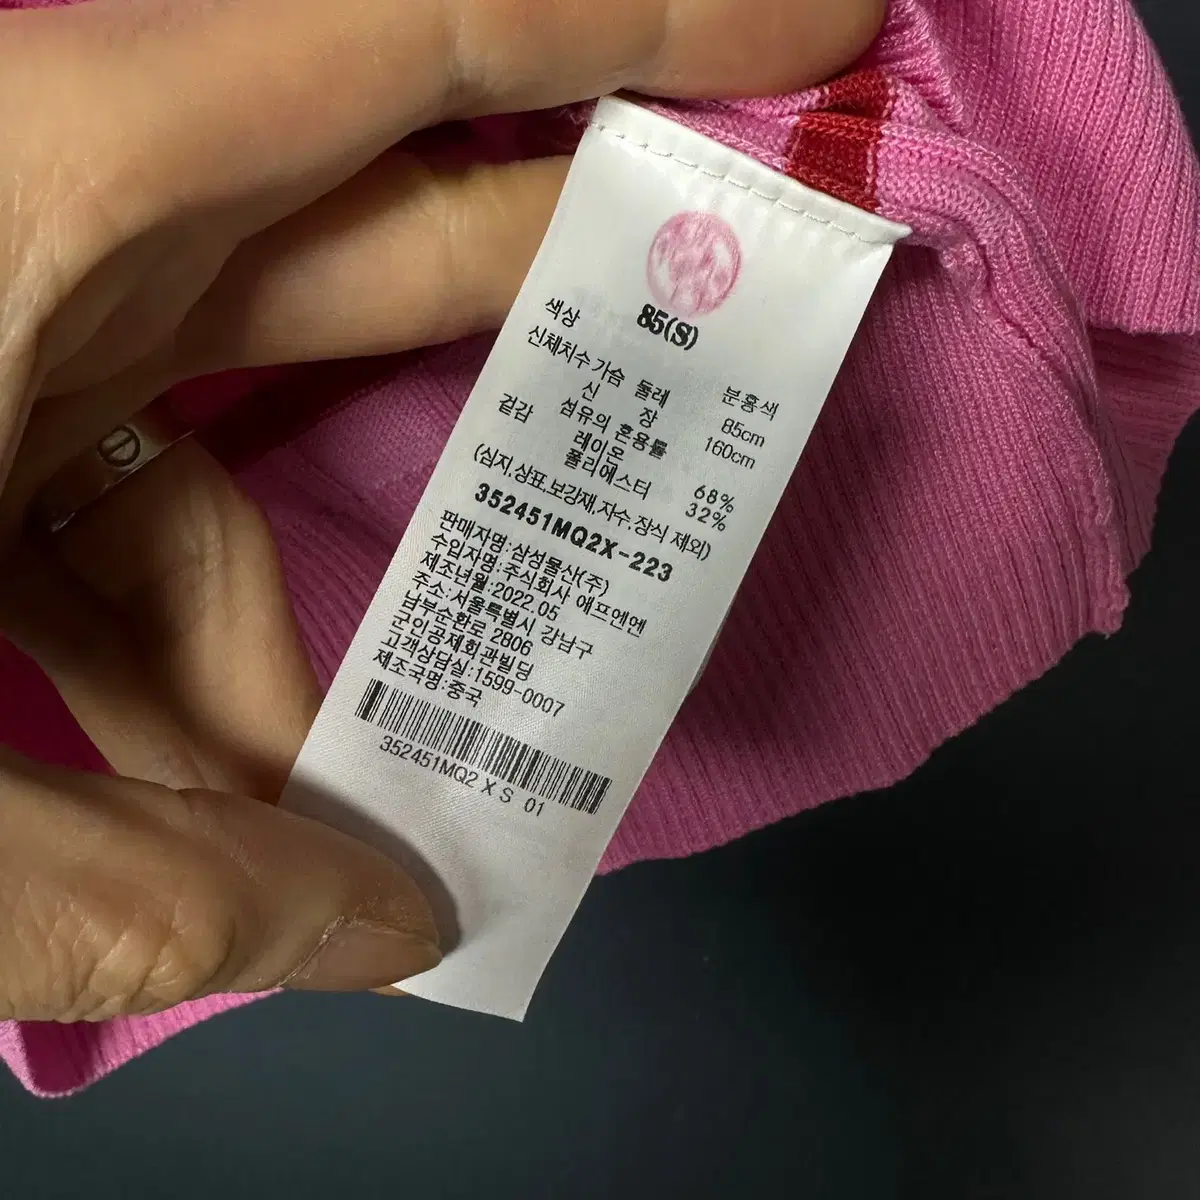 85(S)
색상 분홍색
신체치수 가슴 둘레 85cm
신 장 160cm
겉감 섬유의 혼용률
레이온 68%
폴리에스터 32%
(심지,상표,보강재,자수,장식 제외)
352451MQ2X-223
판매자명:삼성물산(주)
수입자명:주식회사 에프엔엔
제조년월:2022.05
주소:서울특별시 강남구
남부순환로 2806
군인공제회관빌딩
고객상담실:1599-0007
제조국명:중국
352451MQ2 X S 01